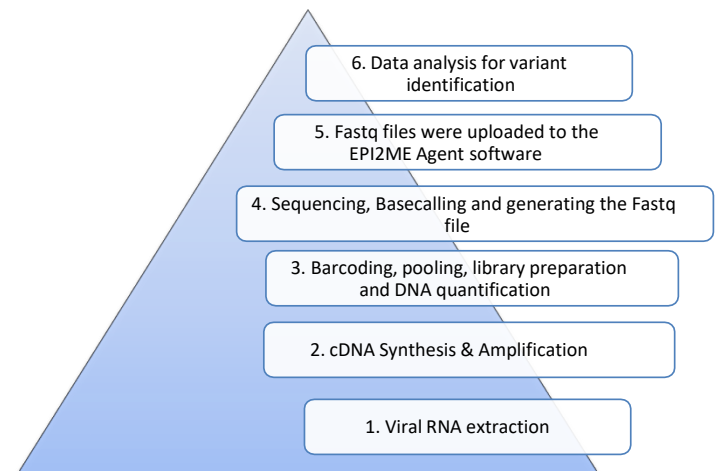 6. Data analysis for variant
identification
5. Fastq files were uploaded to the
EPI2ME Agent software
4. Sequencing, Basecalling and generating the Fastq
file
3. Barcoding, pooling, library preparation
and DNA quantification
2. cDNA Synthesis & Amplification
1. Viral RNA extraction